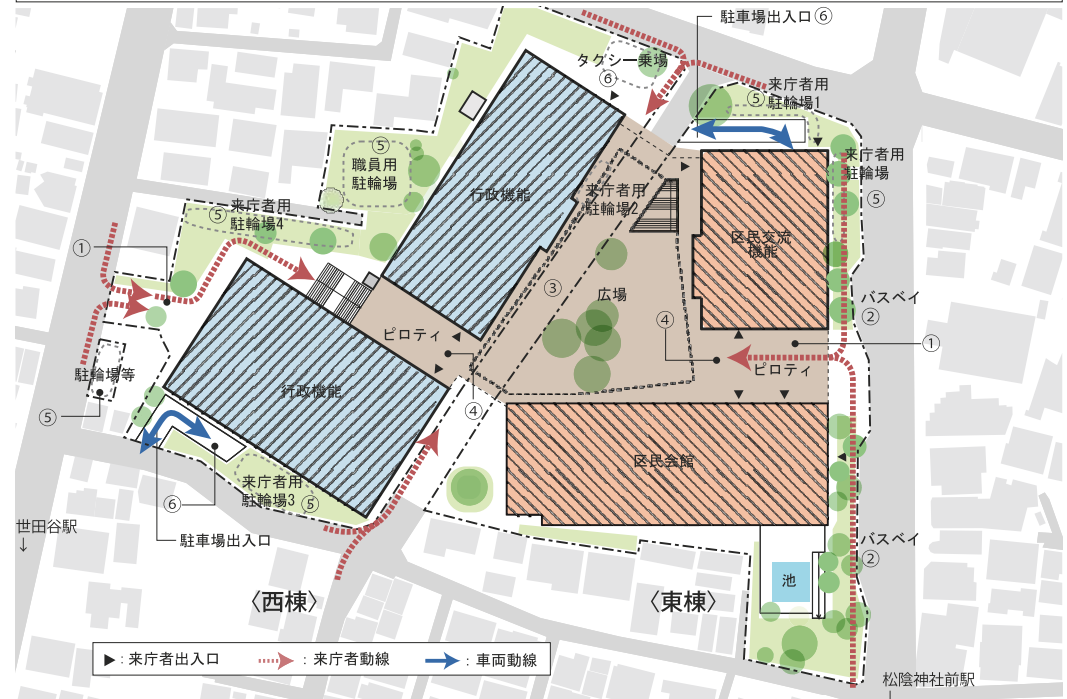 駐車場出入口⑥
タクシー乗場
⑥
⑤来庁者用
駐輪場1
⑤
職員用
駐輪場
来庁者用
駐輪場
⑤
行政機能
来庁者用
駐輪場2
⑤来庁者用
駐輪場4
①
区民交流
機能
③
広場
バスベイ
②
④
①
ピロティ
ピロティ
駐輪場等
⑤
行政機能
④
区民会館
来庁者用
駐輪場3⑤
⑥
世田谷駅
↓
駐車場出入口
バスベイ
②
池
〈西棟〉
〈東棟〉
▶:来庁者出入口
:来庁者動線
:車両動線
松陰神社前駅